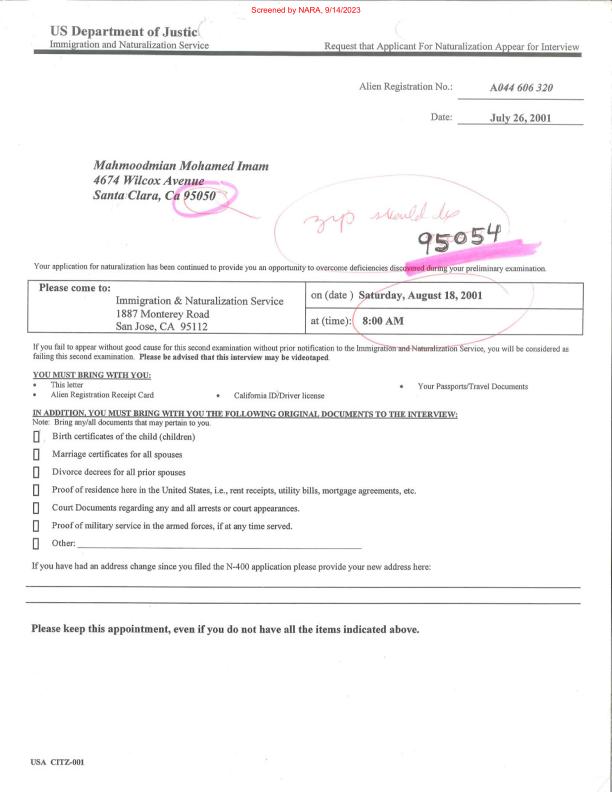 Screened by NARA, 9/14/2023
US Department of Justic
Immigration and Naturalization Service
Request that Applicant For Naturalization Appear for Interview
Alien Registration No.: A044 606 320
Date: July 26, 2001
Mahmoodmian Mohamed Imam
4674 Wilcox Avenue
Santa Clara, Ca 95050
zip should be
95054
Your application for naturalization has been continued to provide you an opportunity to overcome deficiencies discovered during your preliminary examination.
Please come to:
Immigration & Naturalization Service
1887 Monterey Road
San Jose, CA 95112
on (date ) Saturday, August 18, 2001
at (time): 8:00 AM
If you fail to appear without good cause for this second examination without prior notification to the Immigration and Naturalization Service, you will be considered as
failing this second examination. Please be advised that this interview may be videotaped.
YOU MUST BRING WITH YOU:
• This letter
• Alien Registration Receipt Card
• California ID/Driver license
• Your Passports/Travel Documents
IN ADDITION, YOU MUST BRING WITH YOU THE FOLLOWING ORIGINAL DOCUMENTS TO THE INTERVIEW:
Note: Bring any/all documents that may pertain to you.
Birth certificates of the child (children)
Marriage certificates for all spouses
Divorce decrees for all prior spouses
Proof of residence here in the United States, i.e., rent receipts, utility bills, mortgage agreements, etc.
Court Documents regarding any and all arrests or court appearances.
Proof of military service in the armed forces, if at any time served.
Other:
If you have had an address change since you filed the N-400 application please provide your new address here:
Please keep this appointment, even if you do not have all the items indicated above.
USA CITZ-001